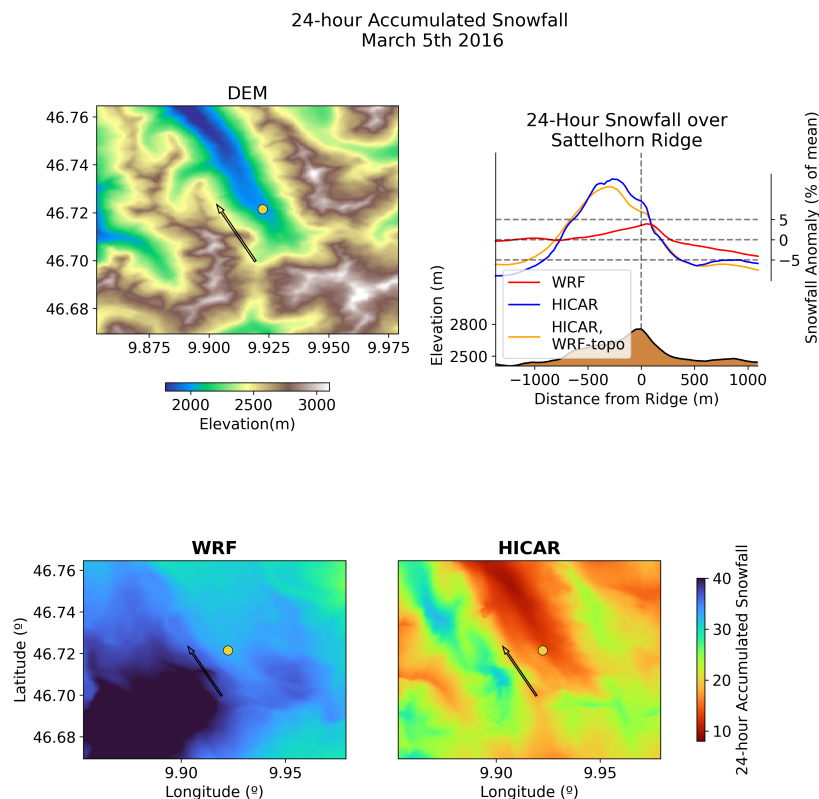 24-hour Accumulated Snowfall
March 5th 2016
DEM
46.76
46.74
46.72
46.70
46.68
9.875 9.900 9.925 9.950 9.975
2000 2500 3000
Elevation(m)
24-Hour Snowfall over
Sattelhorn Ridge
Elevation (m)
2800
2500
WRF
HICAR
HICAR,
WRF-topo
5
0
−5
Snowfall Anomaly (% of mean)
−1000 −500 0 500 1000
Distance from Ridge (m)
WRF
Latitude (º)
46.76
46.74
46.72
46.70
46.68
9.90 9.95
Longitude (º)
HICAR
9.90 9.95
Longitude (º)
40
30
20
10
24-hour Accumulated Snowfall